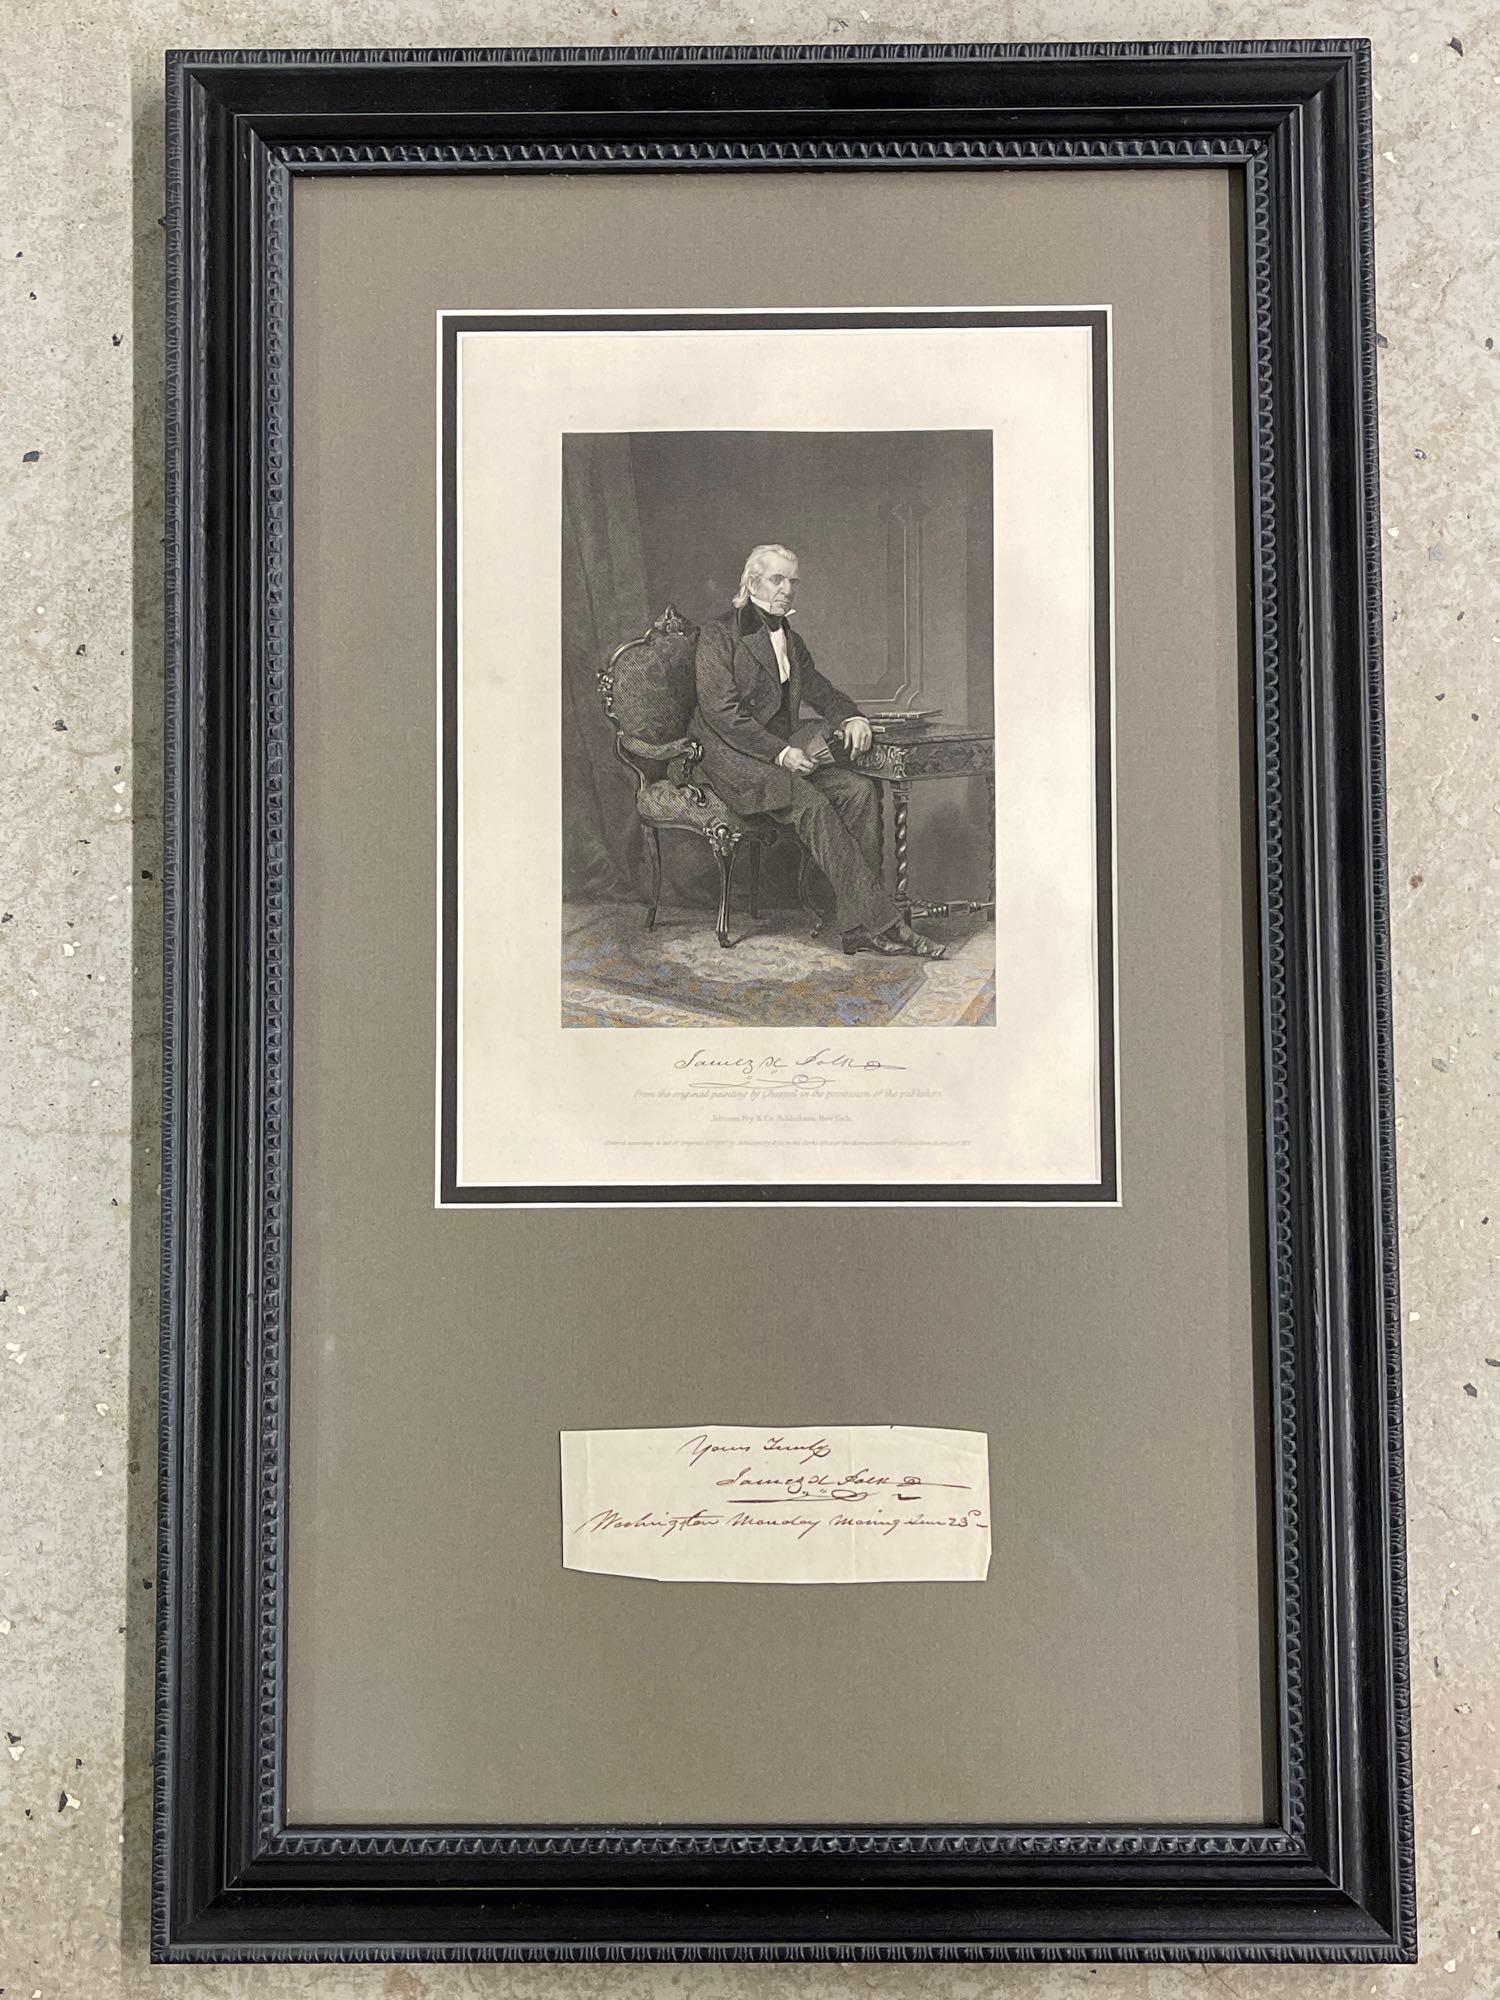 James K Polk
From the original painting by Chappel in the possession of the publishers.
Johnson, Fry & Co. Publishers, New York.
Yours Truly
James K Polk
Washington Monday Morning June 23d